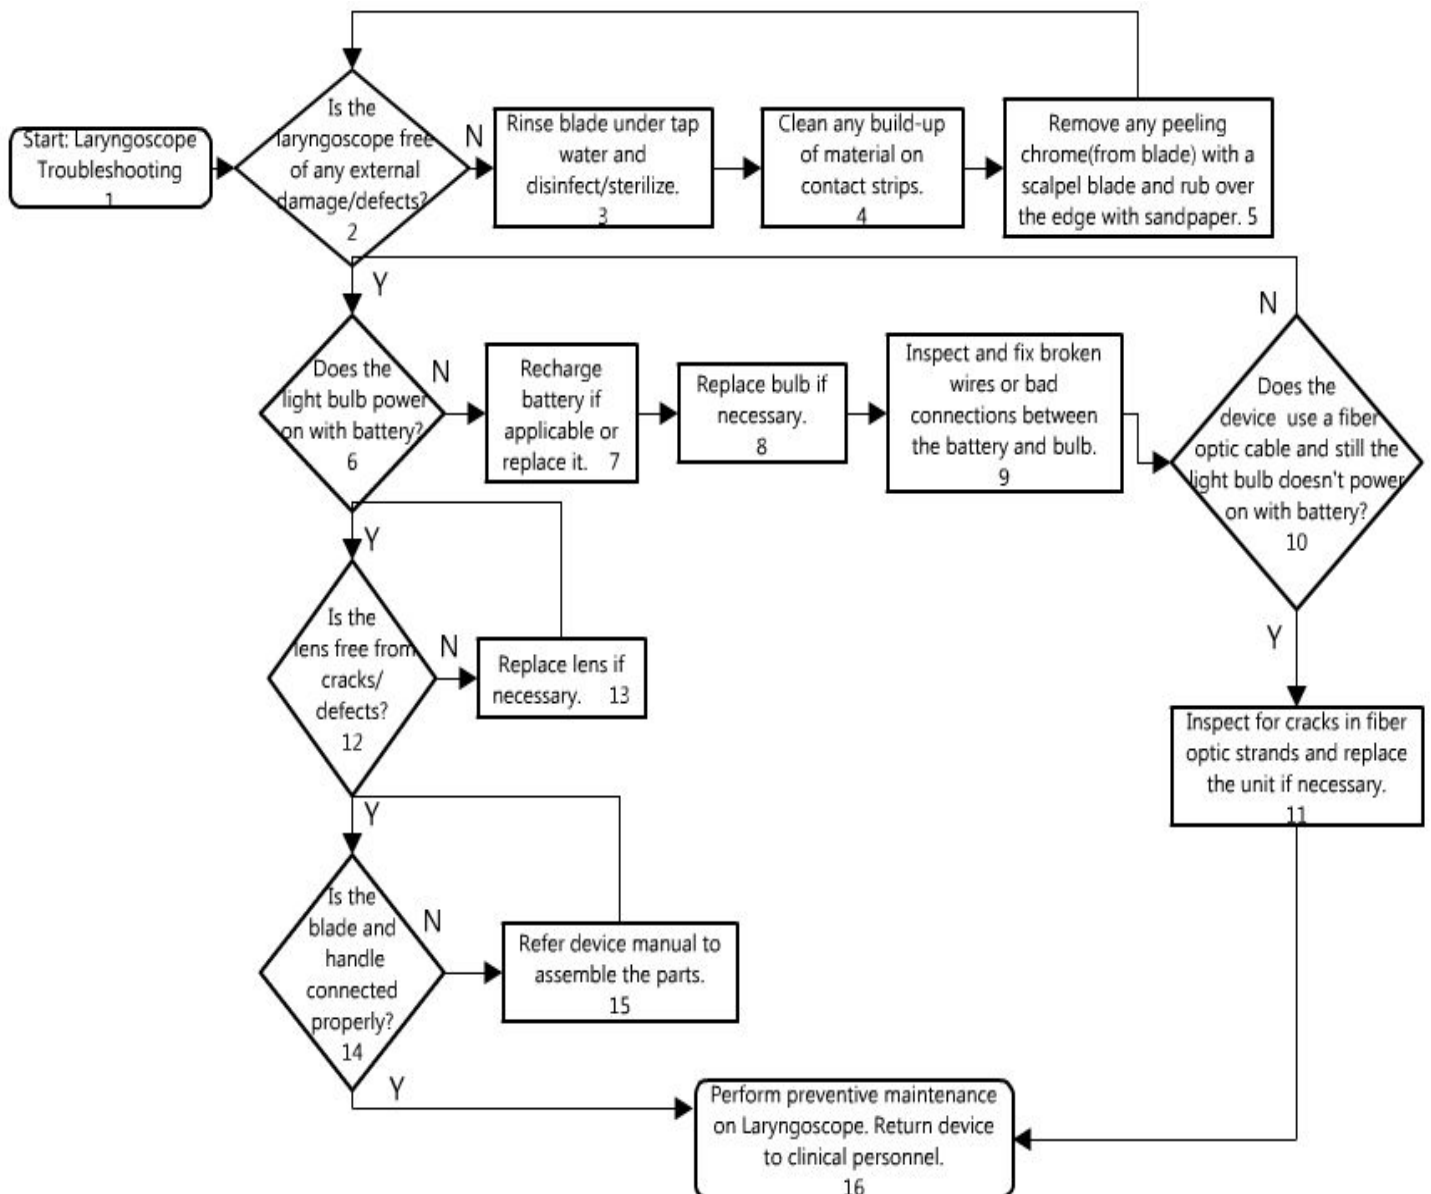 Start: Laryngoscope
Troubleshooting
1
Is the
laryngoscope free
of any external
damage/defects?
2
N
Rinse blade under tap
water and
disinfect/sterilize.
3
Clean any build-up
of material on
contact strips.
4
Remove any peeling
chrome(from blade) with a
scalpel blade and rub over
the edge with sandpaper. 5
Y
Does the
light bulb power
on with battery?
6
N
Recharge
battery if
applicable or
replace it. 7
Replace bulb if
necessary.
8
Inspect and fix broken
wires or bad
connections between
the battery and bulb.
9
N
Does the
device use a fiber
optic cable and still the
light bulb doesn't power
on with battery?
10
Y
Inspect for cracks in fiber
optic strands and replace
the unit if necessary.
11
Y
Is the
lens free from
cracks/
defects?
12
N
Replace lens if
necessary. 13
Y
Is the
blade and
handle
connected
properly?
14
N
Refer device manual to
assemble the parts.
15
Y
Perform preventive maintenance
on Laryngoscope. Return device
to clinical personnel.
16